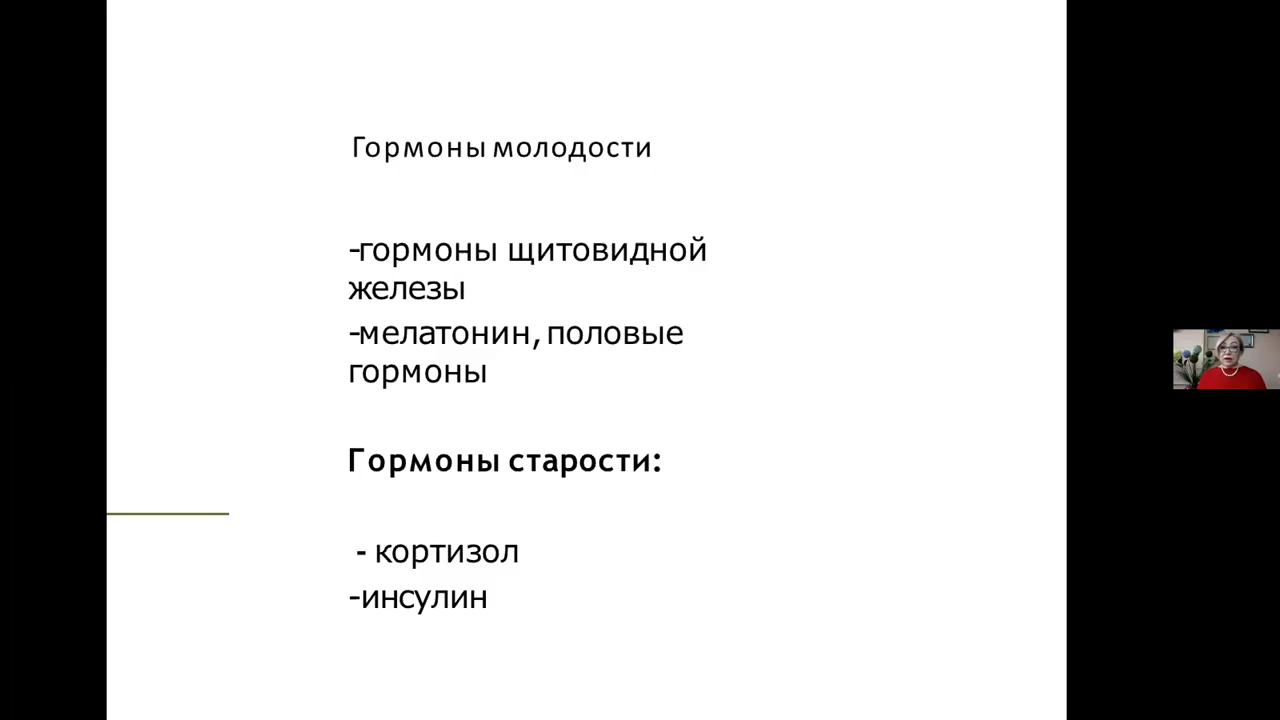 Гормоны молодости
-гормоны щитовидной
железы
-мелатонин, половые
гормоны
Гормоны старости:
- кортизол
-инсулин